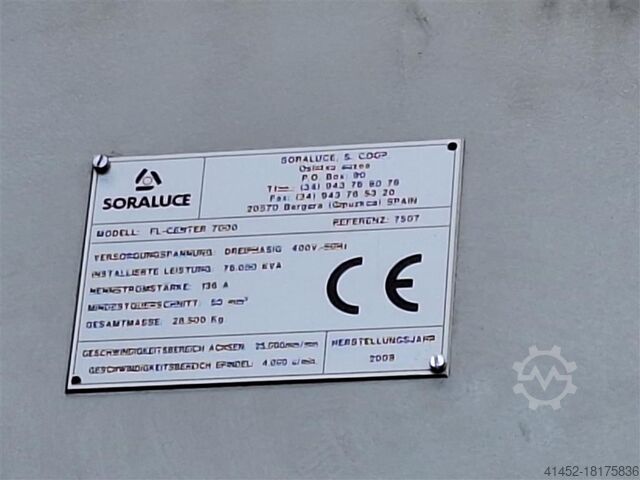 SORALUCE
SORALUCE, S. COOP
P.O. Box: 90
Tfno.: (34) 943 76 90 76
Fax: (34) 943 76 53 20
20570 Bergara (Gipuzkoa) SPAIN
MODELL: FL-CENTER 7000 REFERENZ: 7507
VERSORGUNGSPANNUNG: DREIPHASIG 400V.-50Hz
INSTALLIERTE LEISTUNG: 76.000 KVA
NENNSTROMSTÄRKE: 136 A
MINDESTQUERSCHNITT: 50 mm²
GESAMTMASSE: 28.500 Kg
CE
GESCHWINDIGKEITSBEREICH ACHSEN: 25.000mm/min
GESCHWINDIGKEITSBEREICH SPINDEL: 4.000 u/min.
HERSTELLUNGSJAHR
2008
41452-18175836